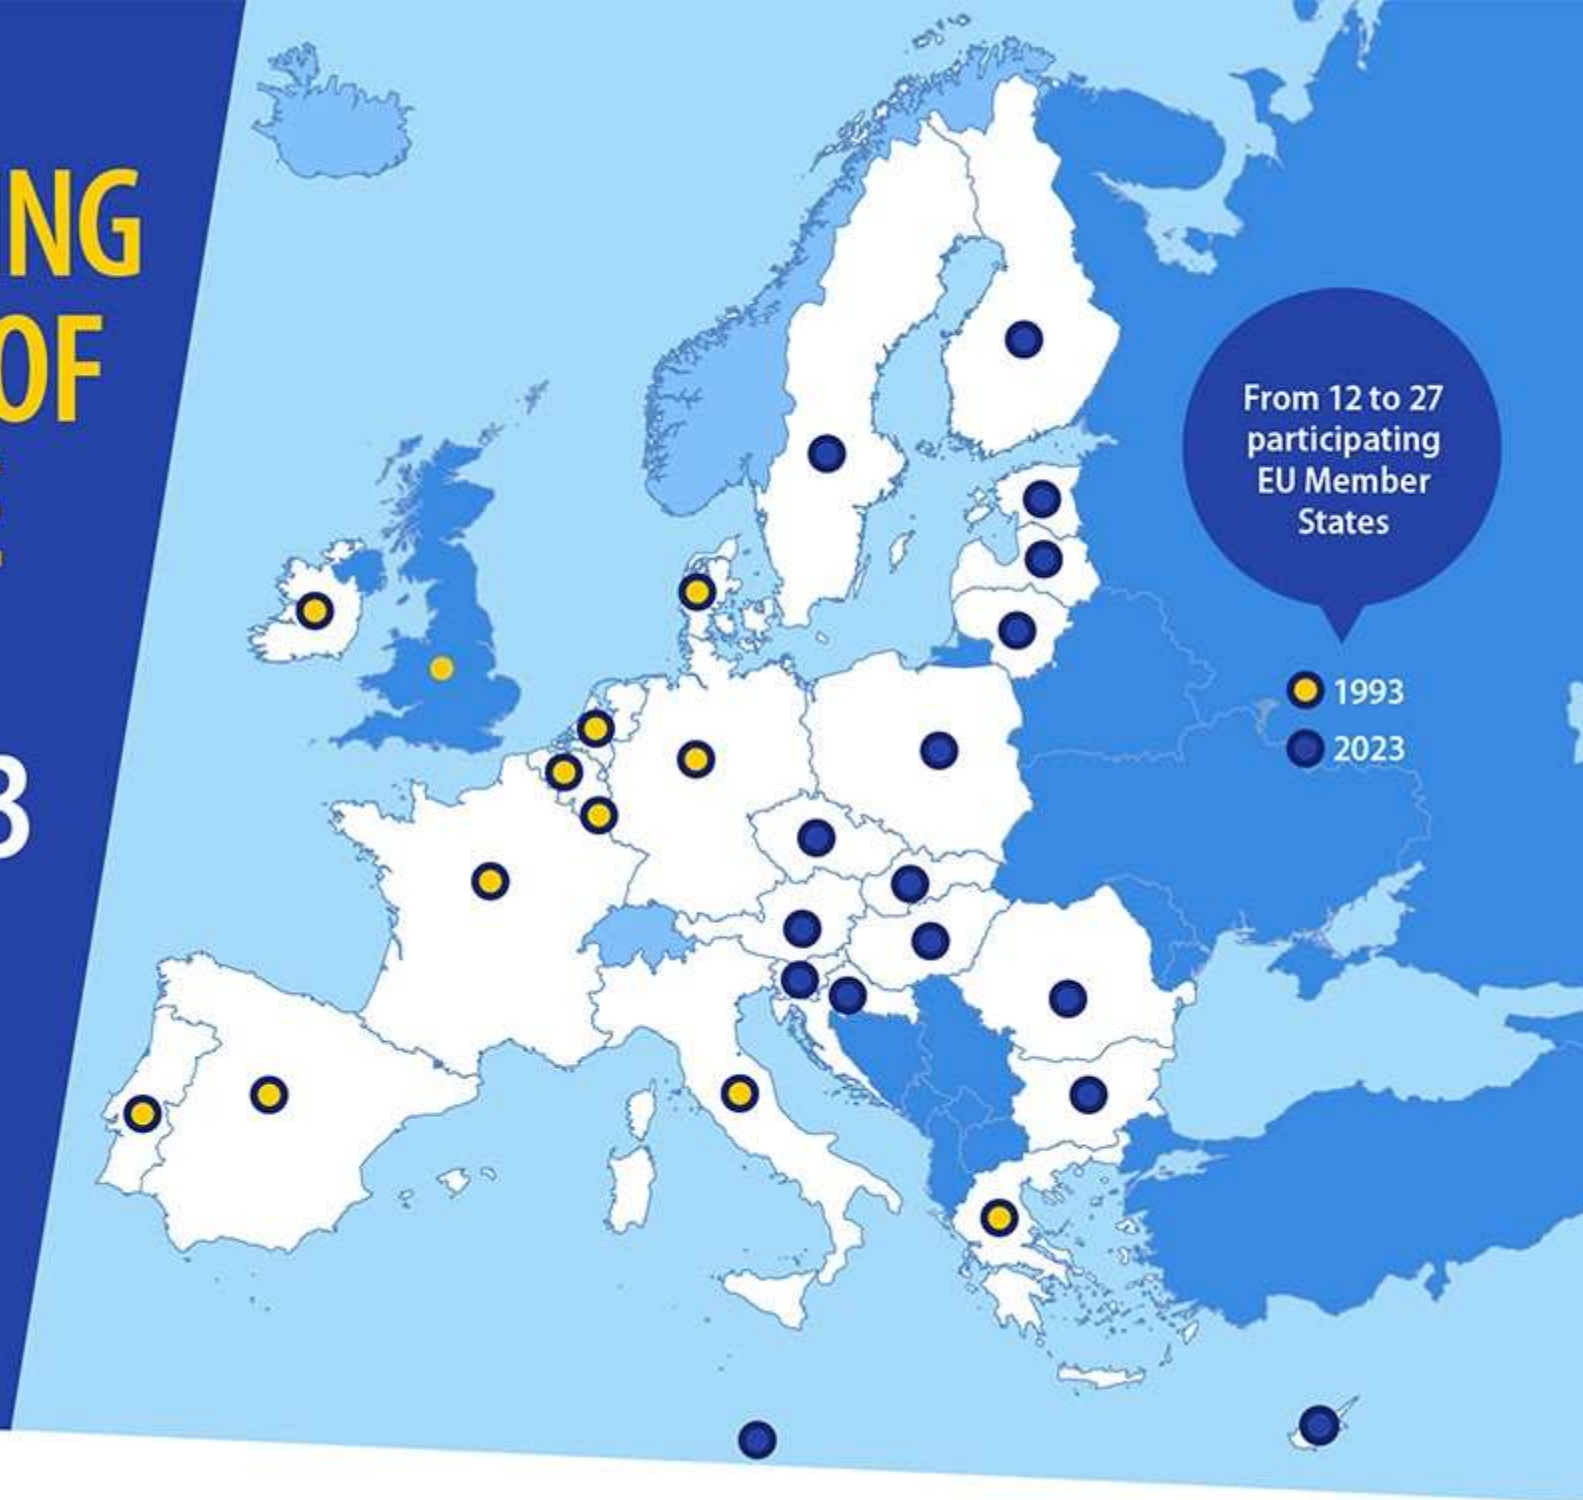 NG
OF
3
From 12 to 27
participating
EU Member
States
1993
2023